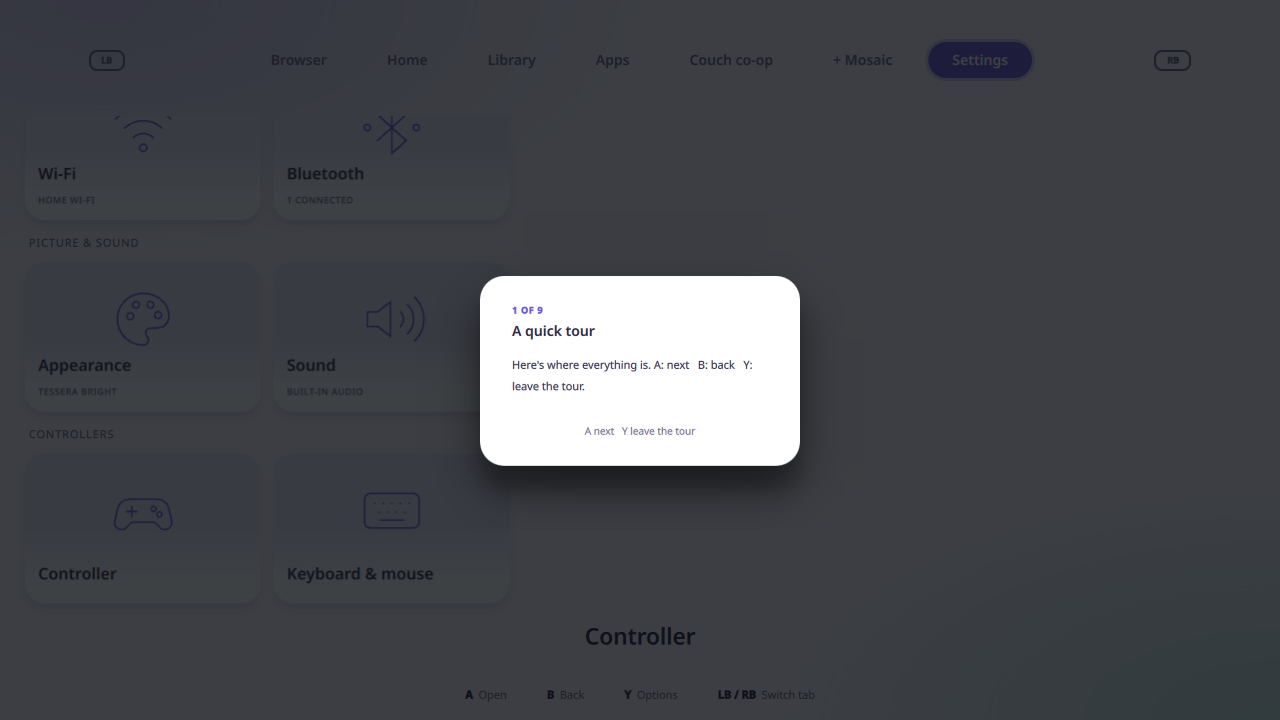 LB
Browser
Home
Library
Apps
Couch co-op
+ Mosaic
Settings
RB
Wi-Fi
HOME WI-FI
Bluetooth
1 CONNECTED
PICTURE & SOUND
Appearance
TESSERA BRIGHT
Sound
BUILT-IN AUDIO
CONTROLLERS
Controller
Keyboard & mouse
1 OF 9
A quick tour
Here's where everything is. A: next B: back Y:
leave the tour.
A next Y leave the tour
Controller
A Open B Back Y Options LB / RB Switch tab